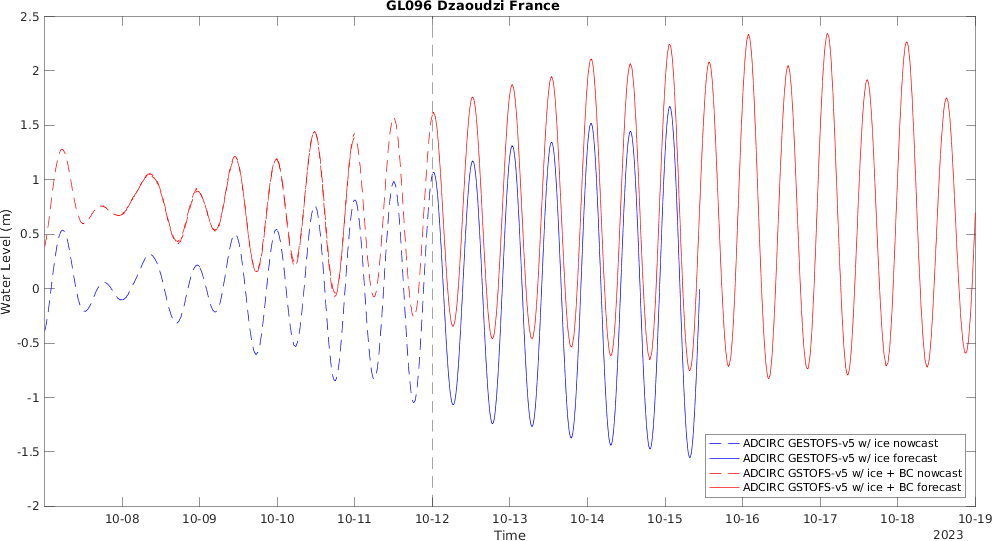 GL096 Dzaoudzi France
Water Level (m)
2.5
2
1.5
1
0.5
0
-0.5
-1
-1.5
-2
ADCIRC GESTOFS-v5 w/ ice nowcast
ADCIRC GESTOFS-v5 w/ ice forecast
ADCIRC GSTOFS-v5 w/ ice + BC nowcast
ADCIRC GSTOFS-v5 w/ ice + BC forecast
10-08 10-09 10-10 10-11 10-12 10-13 10-14 10-15 10-16 10-17 10-18 10-19
Time
2023